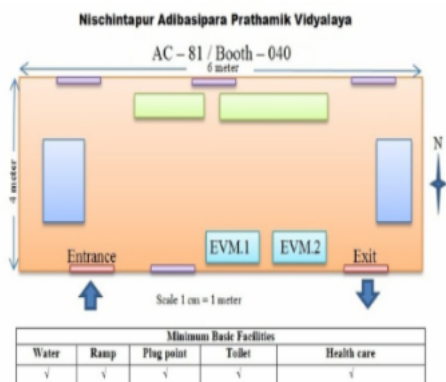 Nischintapur Adibasipara Prathamik Vidyalaya
AC – 81 / Booth – 040
6 meter
4 meter
N
EVM.1
EVM.2
Entrance
Exit
Scale 1 cm = 1 meter
Minimum Basic Facilities
Water Ramp Plug point Toilet Health care
√ √ √ √ √